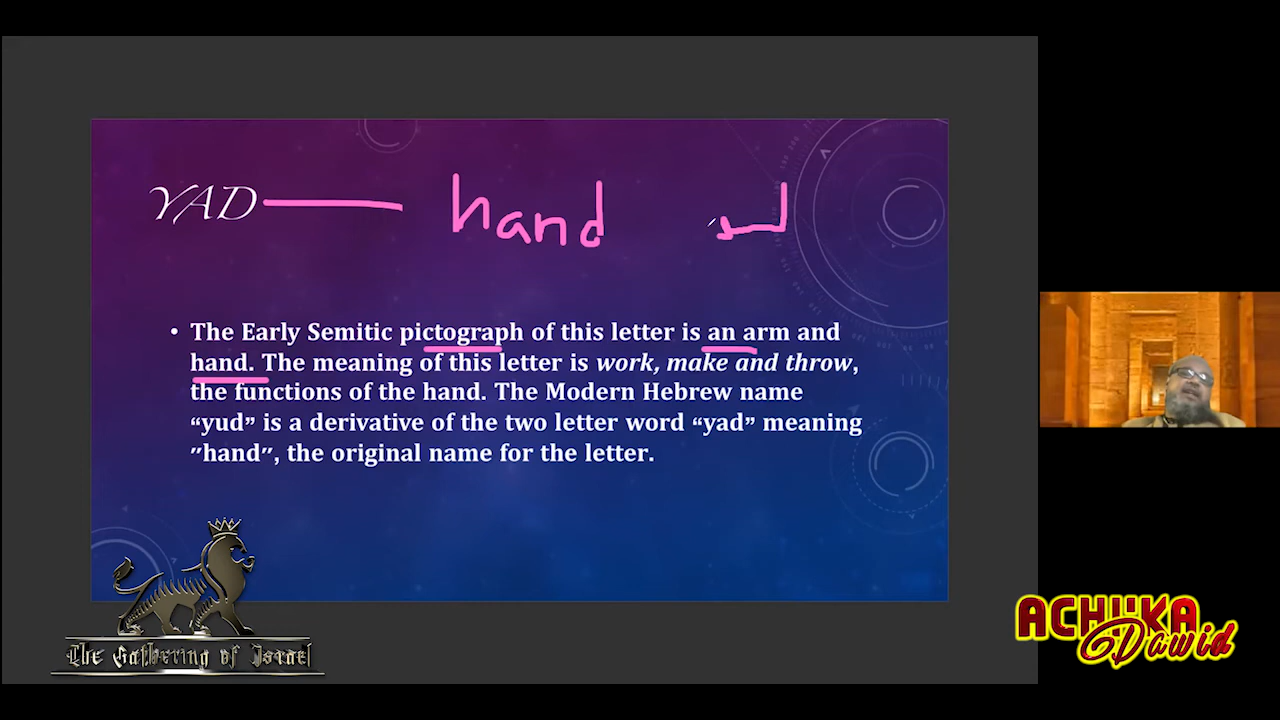 YAD hand
• The Early Semitic pictograph of this letter is an arm and
hand. The meaning of this letter is work, make and throw,
the functions of the hand. The Modern Hebrew name
“yud” is a derivative of the two letter word “yad” meaning
"hand", the original name for the letter.
The Gathering of Israel
ACHIJKA
Dawid